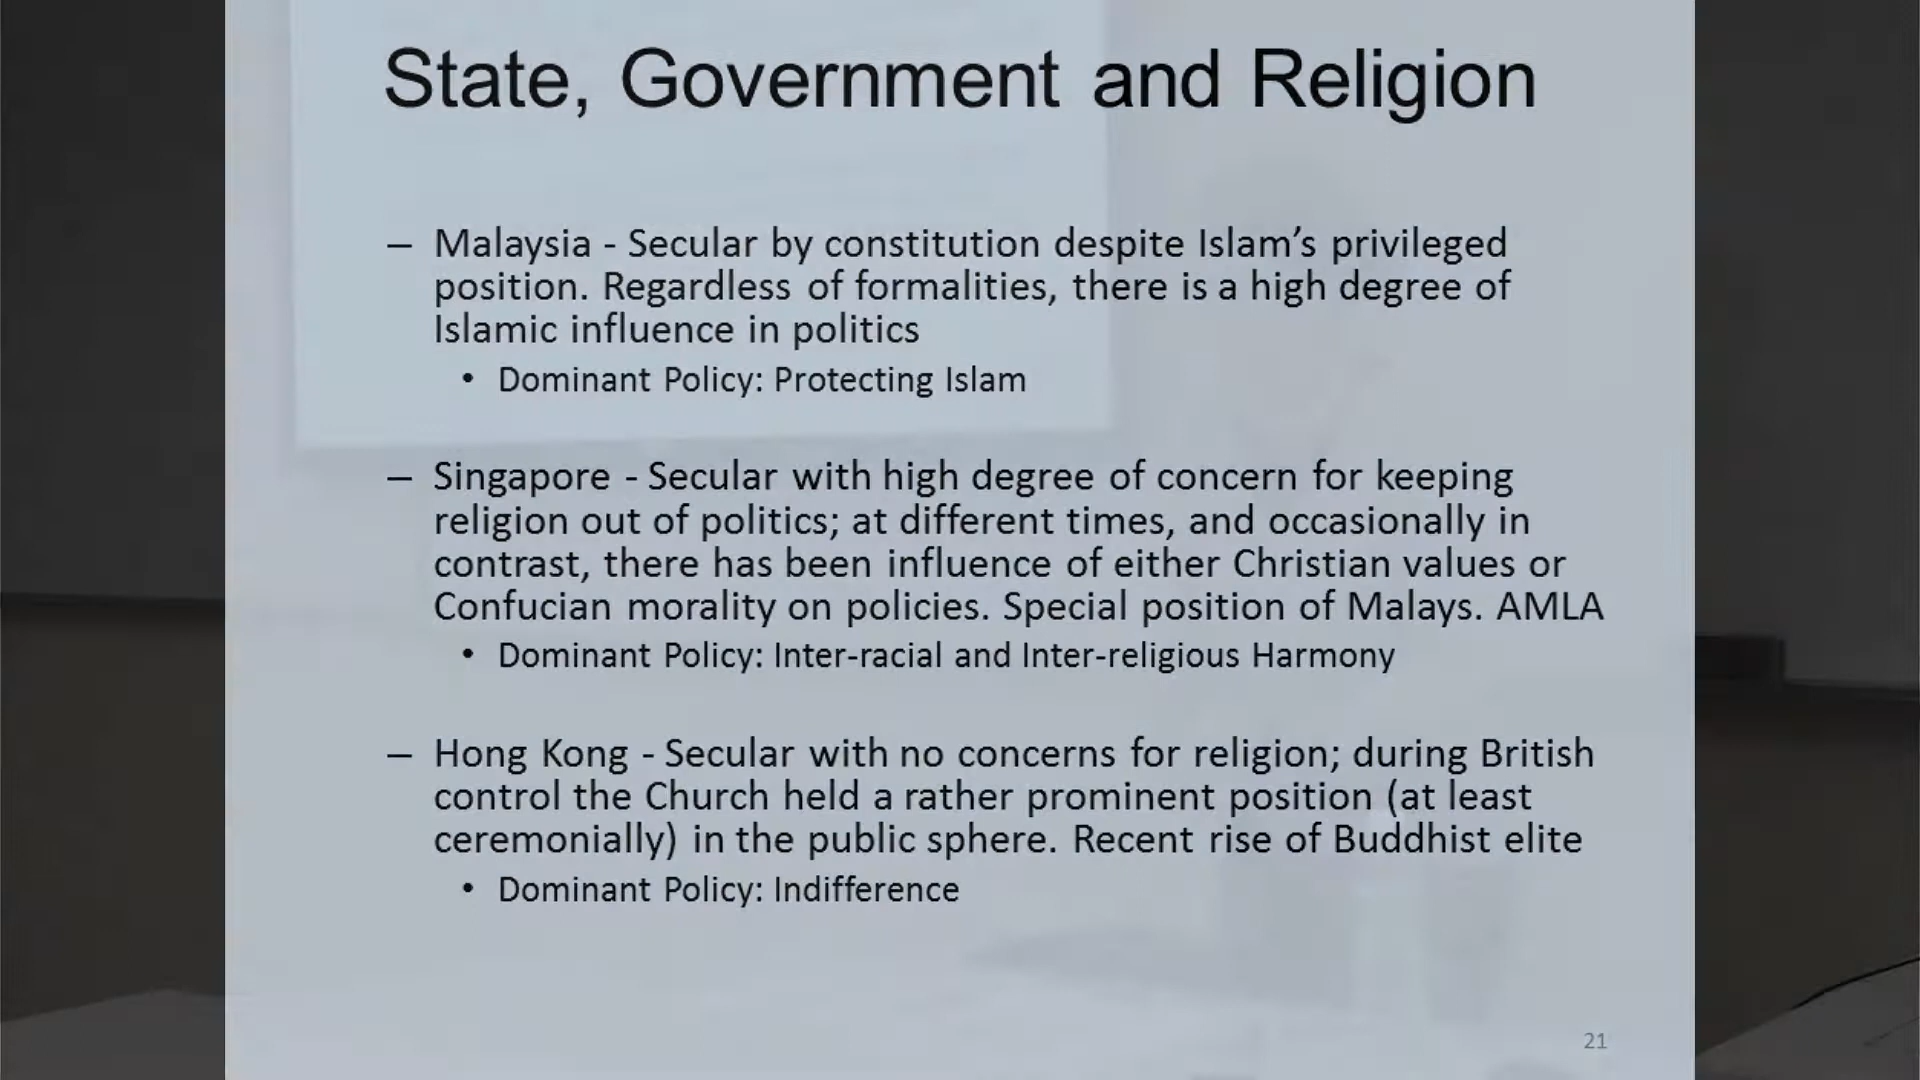 State, Government and Religion
– Malaysia - Secular by constitution despite Islam’s privileged
position. Regardless of formalities, there is a high degree of
Islamic influence in politics
• Dominant Policy: Protecting Islam
– Singapore - Secular with high degree of concern for keeping
religion out of politics; at different times, and occasionally in
contrast, there has been influence of either Christian values or
Confucian morality on policies. Special position of Malays. AMLA
• Dominant Policy: Inter-racial and Inter-religious Harmony
– Hong Kong - Secular with no concerns for religion; during British
control the Church held a rather prominent position (at least
ceremonially) in the public sphere. Recent rise of Buddhist elite
• Dominant Policy: Indifference
21